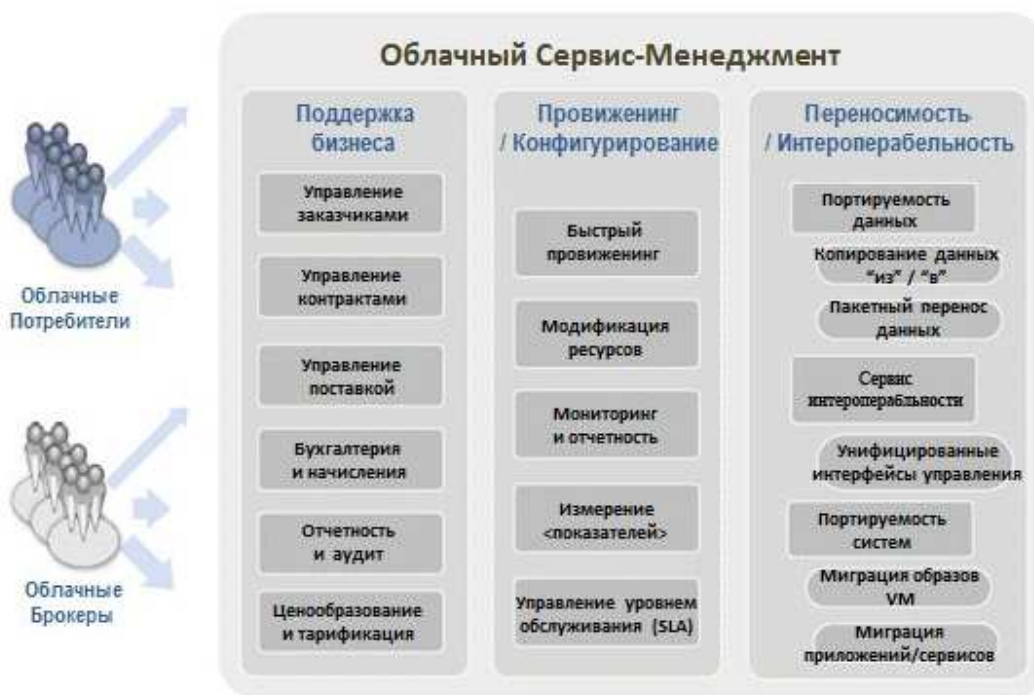 Облачный Сервис-Менеджмент
Облачные
Потребители
Облачные
Брокеры
Поддержка
бизнеса
Управление
заказчиками
Управление
контрактами
Управление
поставкой
Бухгалтерия
и начисления
Отчетность
и аудит
Ценообразование
и тарификация
Провиженинг
/ Конфигурирование
Быстрый
провиженинг
Модификация
ресурсов
Мониторинг
и отчетность
Измерение
<показателей>
Управление уровнем
обслуживания (SLA)
Переносимость
/ Интероперабельность
Портируемость
данных
Копирование данных
“из” / “в”
Пакетный перенос
данных
Сервис
интероперабльности
Унифицированные
интерфейсы управления
Портируемость
систем
Миграция образов
VM
Миграция
приложений/сервисов